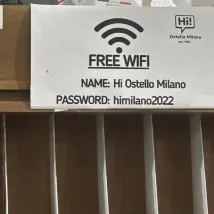 Hi!
Ostello Milano
FREE WIFI
NAME: Hi Ostello Milano
PASSWORD: himilano2022